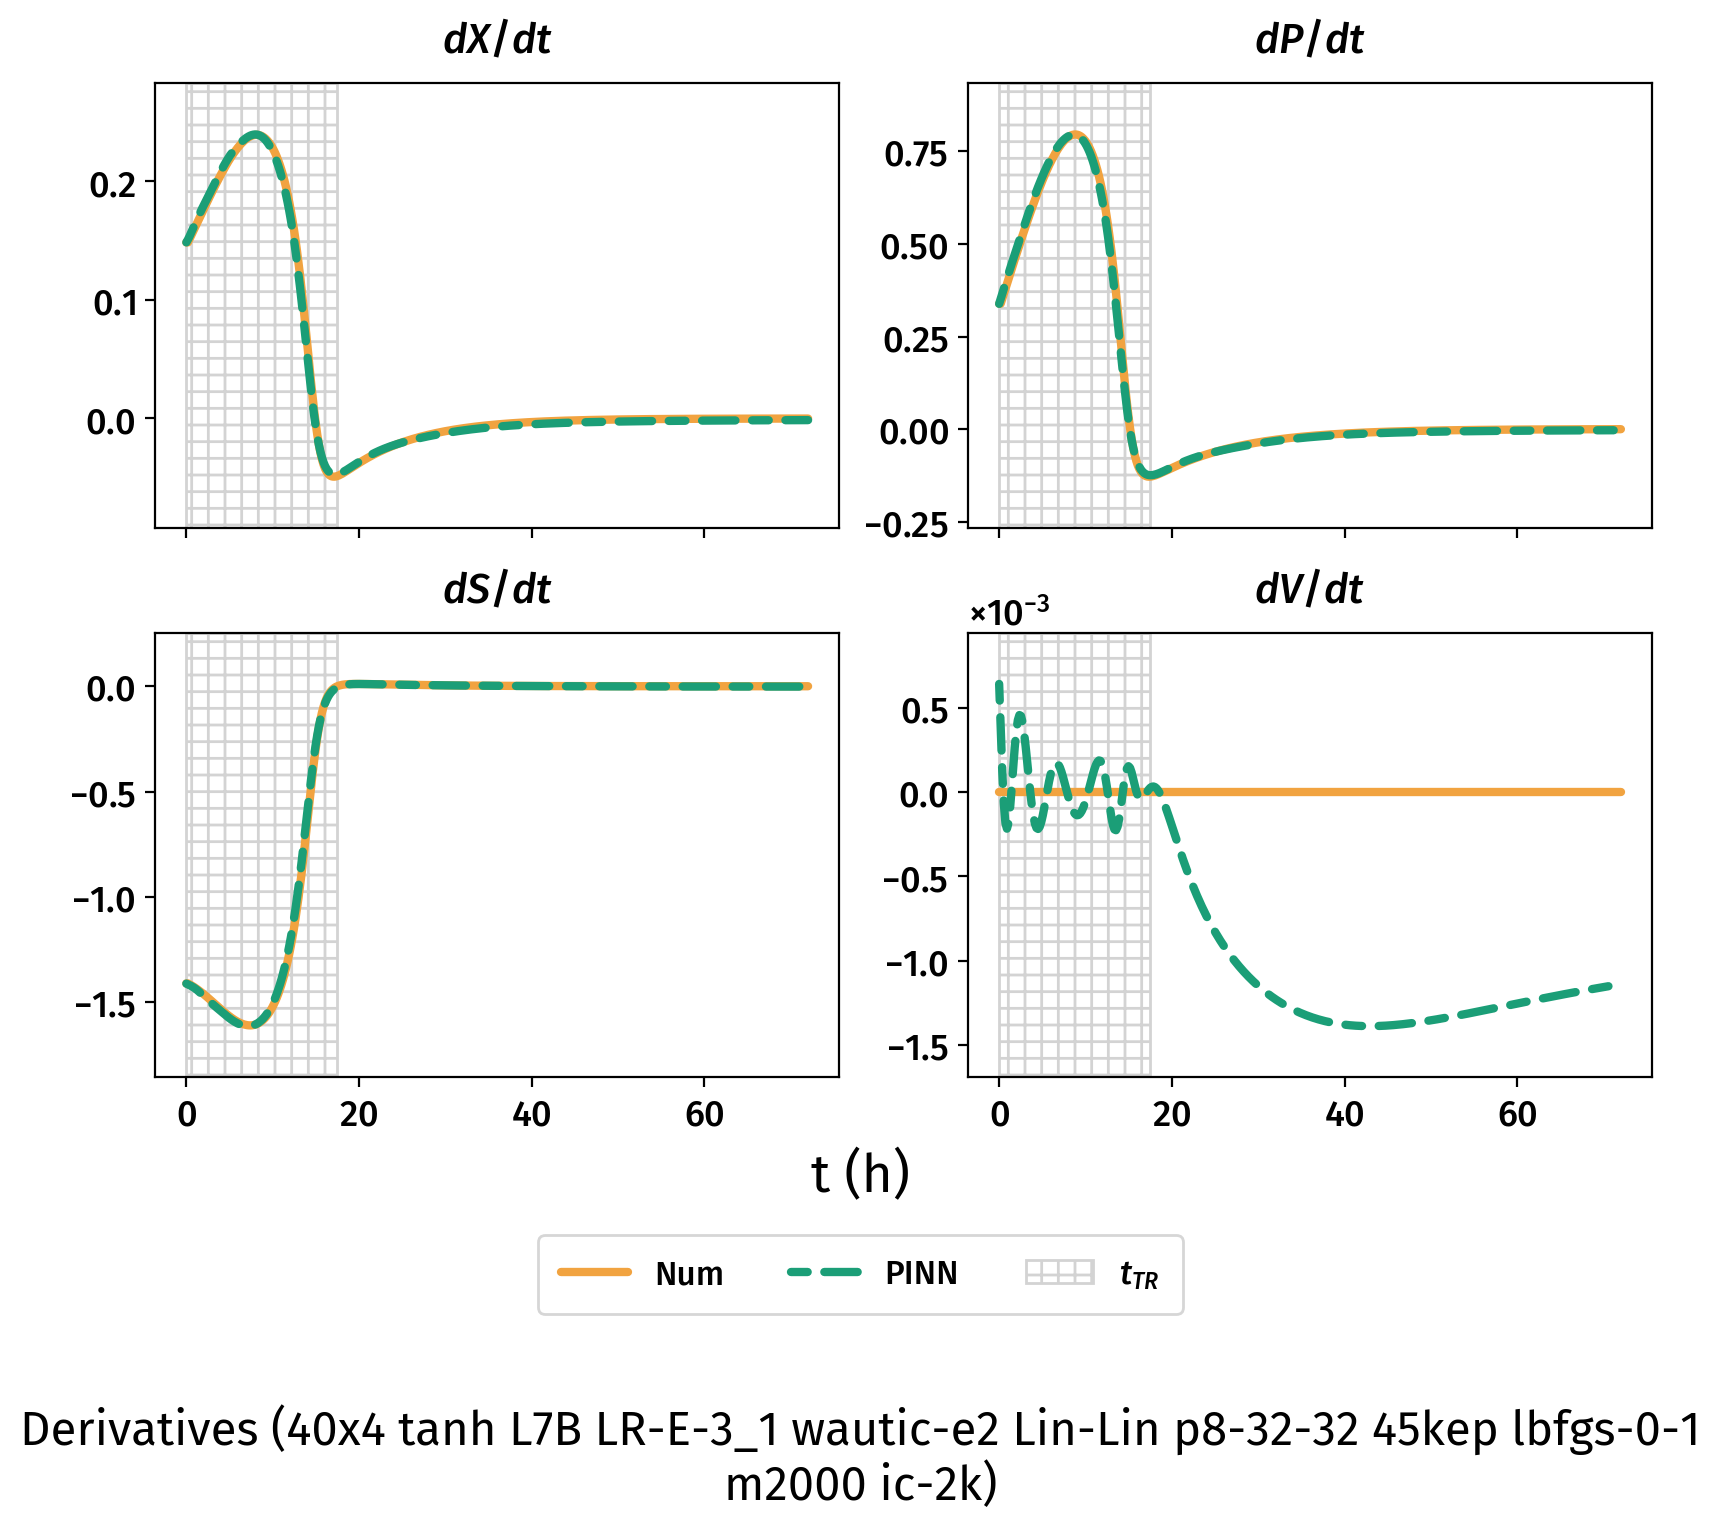 dX/dt
dP/dt
0.2
0.1
0.0
0.75
0.50
0.25
0.00
−0.25
dS/dt
dV/dt
×10⁻³
0.0
−0.5
−1.0
−1.5
0.5
0.0
−0.5
−1.0
−1.5
0 20 40 60
0 20 40 60
t (h)
Num PINN t_TR
Derivatives (40x4 tanh L7B LR-E-3_1 wautic-e2 Lin-Lin p8-32-32 45kep lbfgs-0-1
m2000 ic-2k)